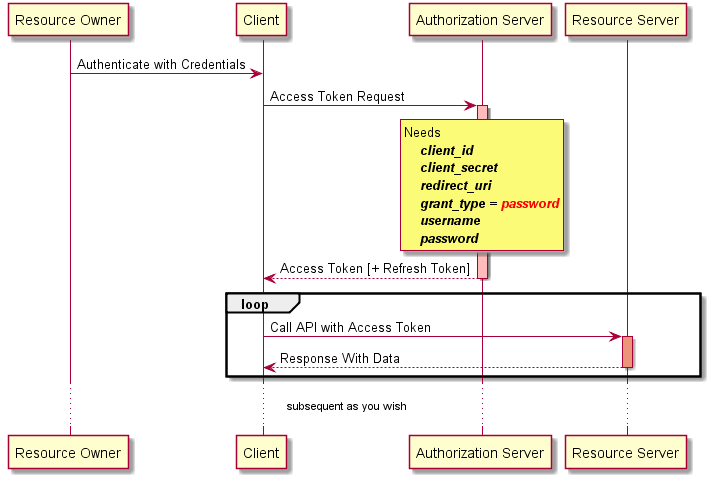 Resource Owner
Client
Authorization Server
Resource Server
Authenticate with Credentials
Access Token Request
Needs
client_id
client_secret
redirect_uri
grant_type = password
username
password
Access Token [+ Refresh Token]
loop
Call API with Access Token
Response With Data
subsequent as you wish
Resource Owner
Client
Authorization Server
Resource Server